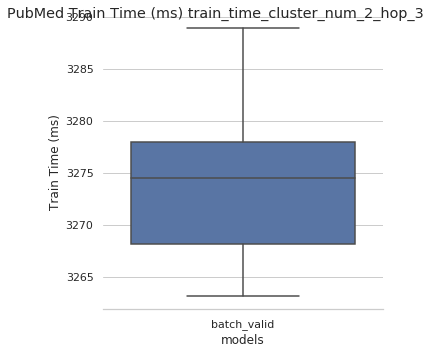 PubMed Train Time (ms) train_time_cluster_num_2_hop_3
3290
3285
3280
3275
3270
3265
Train Time (ms)
batch_valid
models